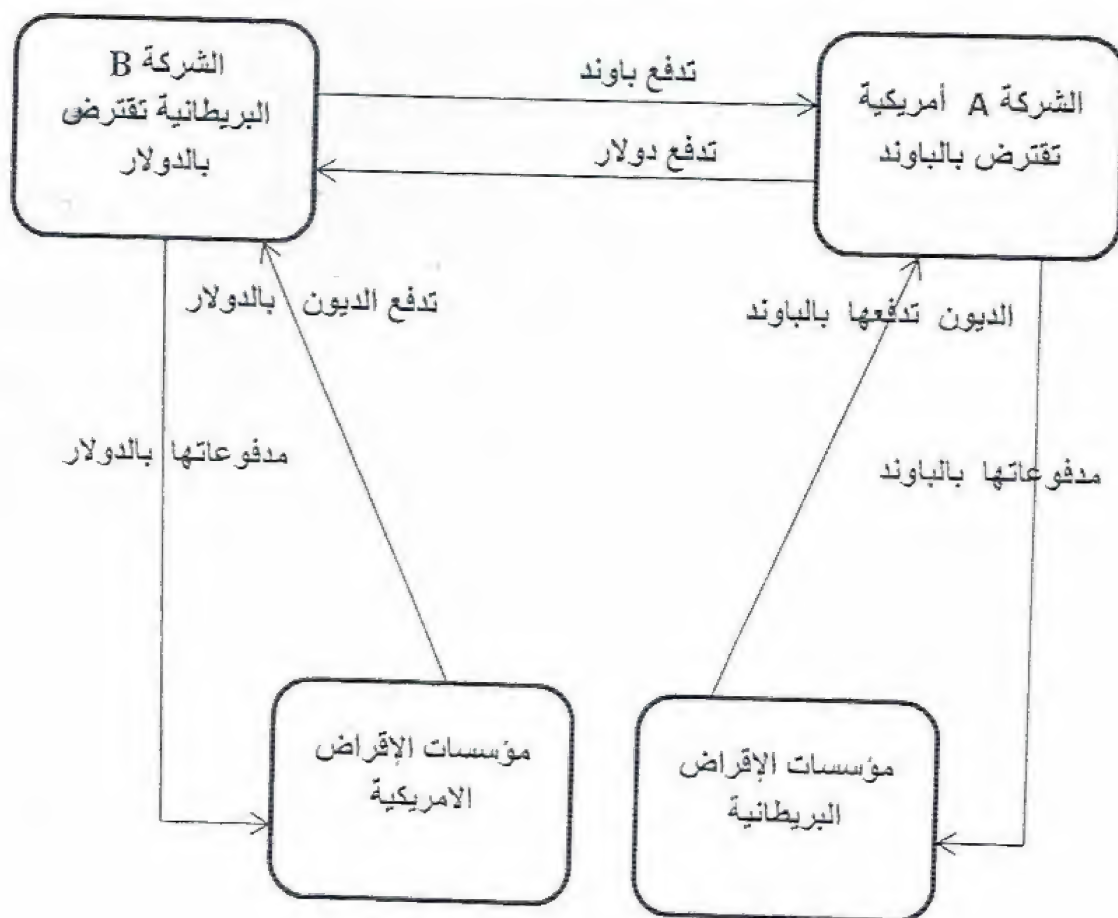 الشركة B
البريطانية تقترض
بالدولار
تدفع باوند
تدفع دولار
الشركة A أمريكية
تقترض بالباوند
تدفع الديون بالدولار
الديون تدفعها بالباوند
مدفوعاتها بالدولار
مدفوعاتها بالباوند
مؤسسات الإقراض
الامريكية
مؤسسات الإقراض
البريطانية